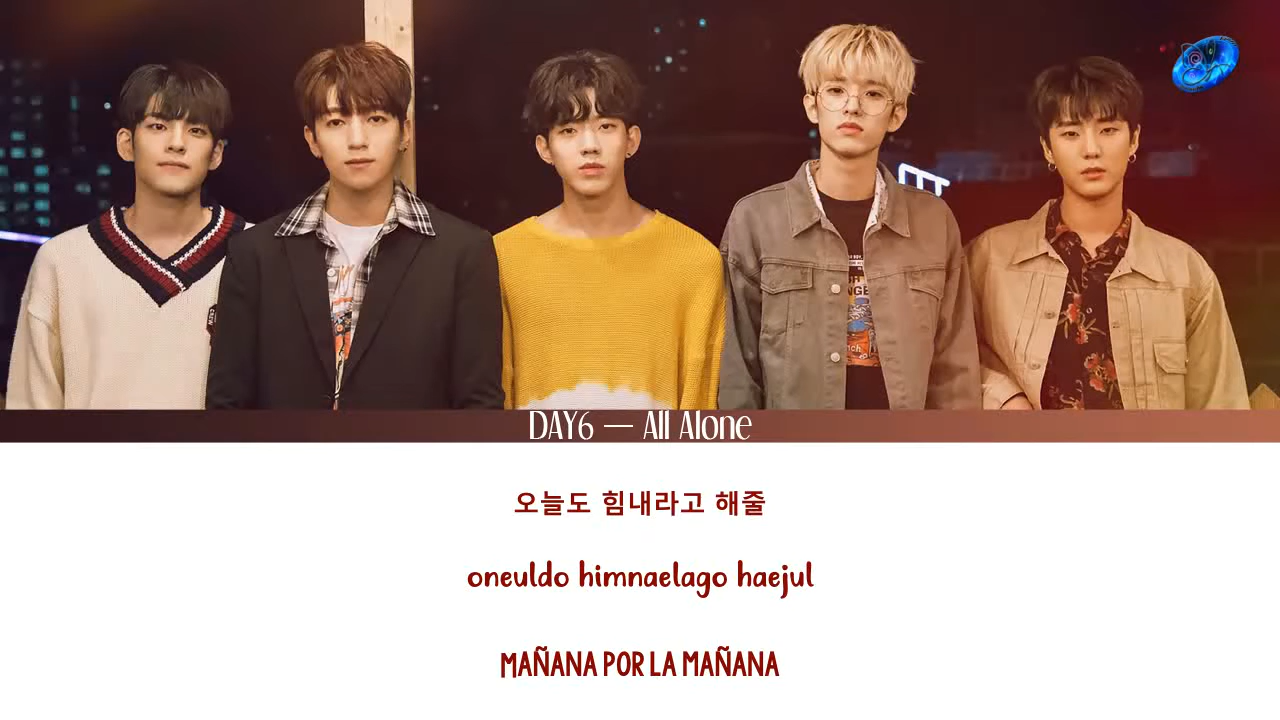 DAY6 — All Alone
오늘도 힘내라고 해줄
oneuldo himnaelago haejul
MAÑANA POR LA MAÑANA